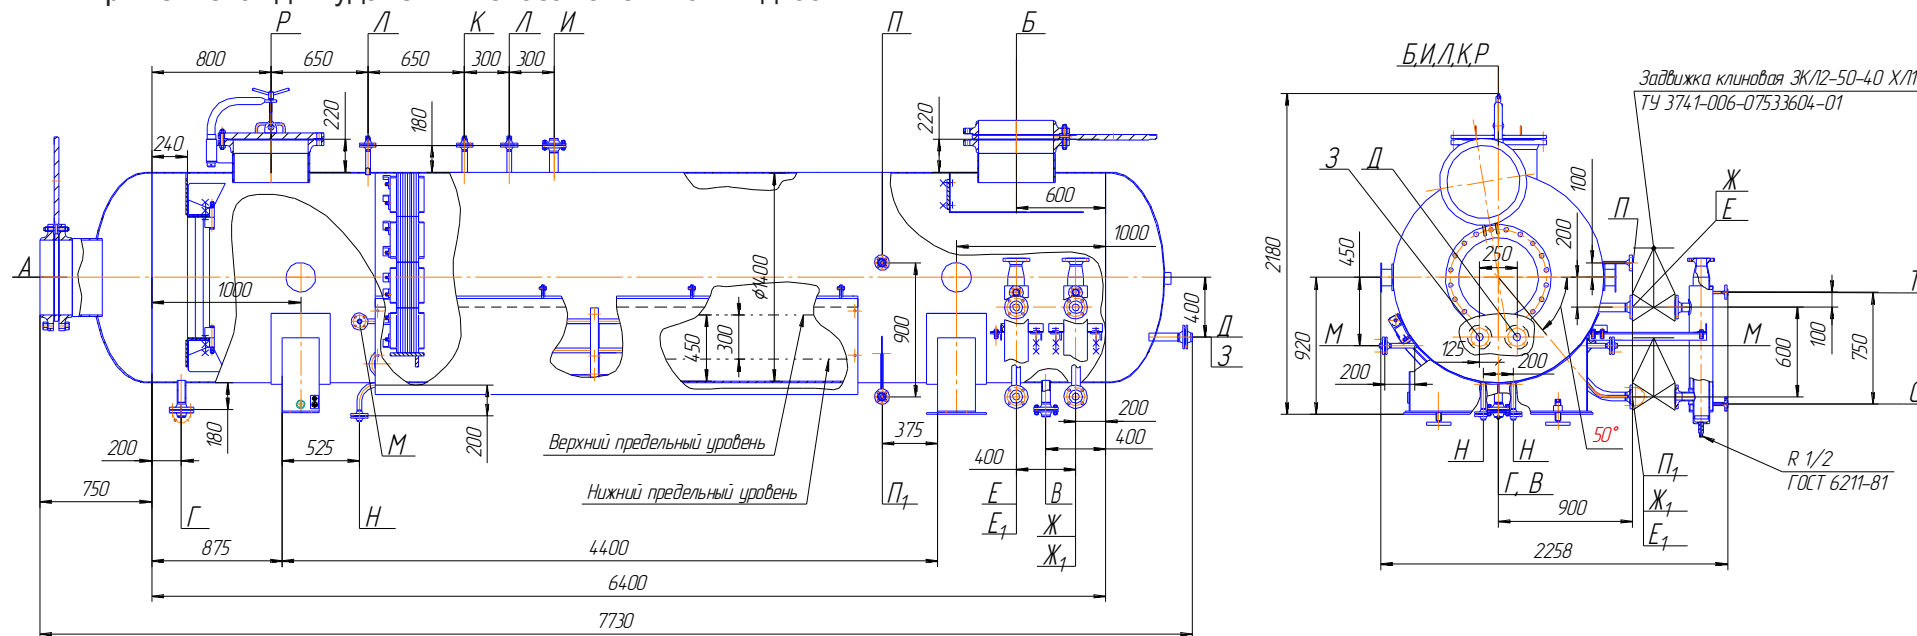 Р
Л
К
Л
И
П
Б
800
650
650
300
300
220
180
220
240
600
1000
А
1000
ϕ1400
450
300
900
400
Д
З
200
180
525
М
200
Верхний предельный уровень
Нижний предельный уровень
375
200
400
400
750
Г
Н
П1
Е
Е1
В
Ж
Ж1
875
4400
6400
7730
Б,И,Л,К,Р
Задвижка клиновая ЗКЛ2-50-40 ХЛ1
ТУ 3741-006-07533604-01
З
Д
100
П
Ж
Е
200
2180
450
250
920
М
125
200
200
М
600
100
750
50°
Н
Н
Г, В
900
П1
Ж1
Е1
R 1/2
ГОСТ 6211-81
2258